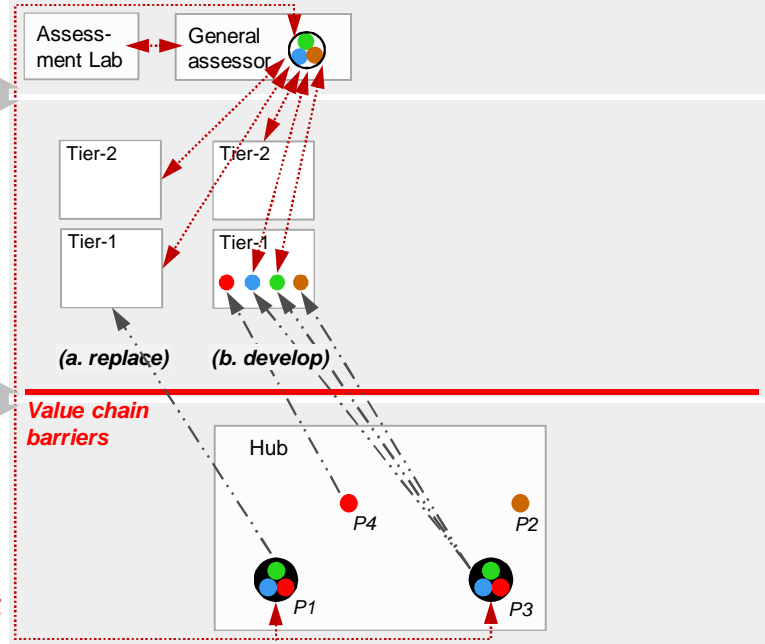 Assess-
ment Lab
General
assessor
Tier-2
Tier-2
Tier-1
Tier-1
(a. replace)
(b. develop)
Value chain
barriers
Hub
P4
P2
P1
P3